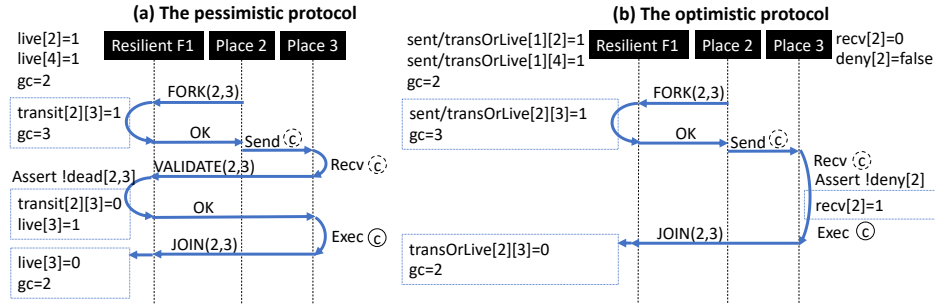 (a) The pessimistic protocol
live[2]=1
live[4]=1
gc=2
Resilient F1 Place 2 Place 3
FORK(2,3)
transit[2][3]=1
gc=3
OK
Send c
Recv c
VALIDATE(2,3)
Assert !dead[2,3]
transit[2][3]=0
live[3]=1
OK
Exec c
JOIN(2,3)
live[3]=0
gc=2
(b) The optimistic protocol
sent/transOrLive[1][2]=1
sent/transOrLive[1][4]=1
gc=2
Resilient F1 Place 2 Place 3
recv[2]=0
deny[2]=false
FORK(2,3)
sent/transOrLive[2][3]=1
gc=3
OK
Send c
Recv c
Assert !deny[2]
recv[2]=1
Exec c
JOIN(2,3)
transOrLive[2][3]=0
gc=2